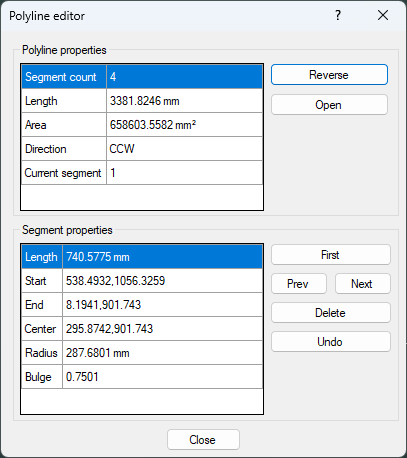 Polyline editor ? ×
Polyline properties
Segment count 4
Length 3381.8246 mm
Area 658603.5582 mm²
Direction CCW
Current segment 1
Reverse
Open
Segment properties
Length 740.5775 mm
Start 538.4932,1056.3259
End 8.1941,901.743
Center 295.8742,901.743
Radius 287.6801 mm
Bulge 0.7501
First
Prev Next
Delete
Undo
Close